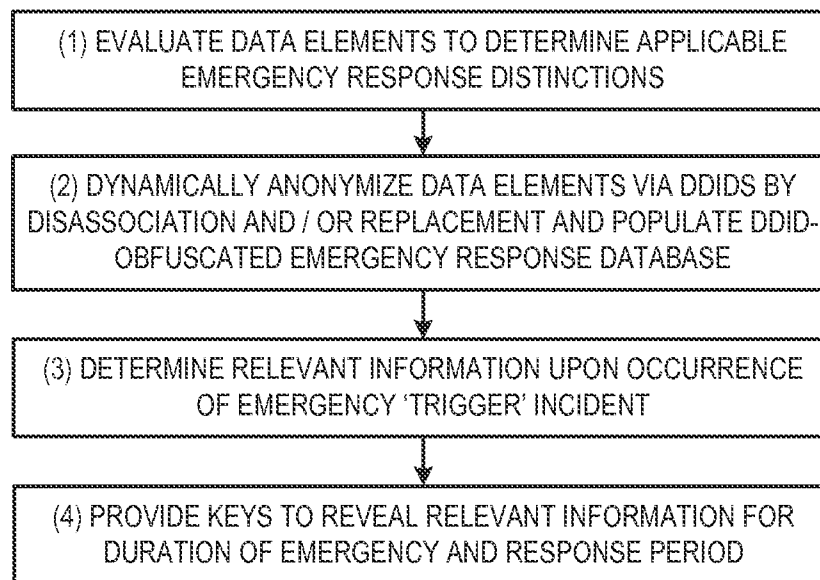 (1) EVALUATE DATA ELEMENTS TO DETERMINE APPLICABLE
EMERGENCY RESPONSE DISTINCTIONS
(2) DYNAMICALLY ANONYMIZE DATA ELEMENTS VIA DDIDS BY
DISASSOCIATION AND / OR REPLACEMENT AND POPULATE DDID-
OBFUSCATED EMERGENCY RESPONSE DATABASE
(3) DETERMINE RELEVANT INFORMATION UPON OCCURRENCE
OF EMERGENCY 'TRIGGER' INCIDENT
(4) PROVIDE KEYS TO REVEAL RELEVANT INFORMATION FOR
DURATION OF EMERGENCY AND RESPONSE PERIOD